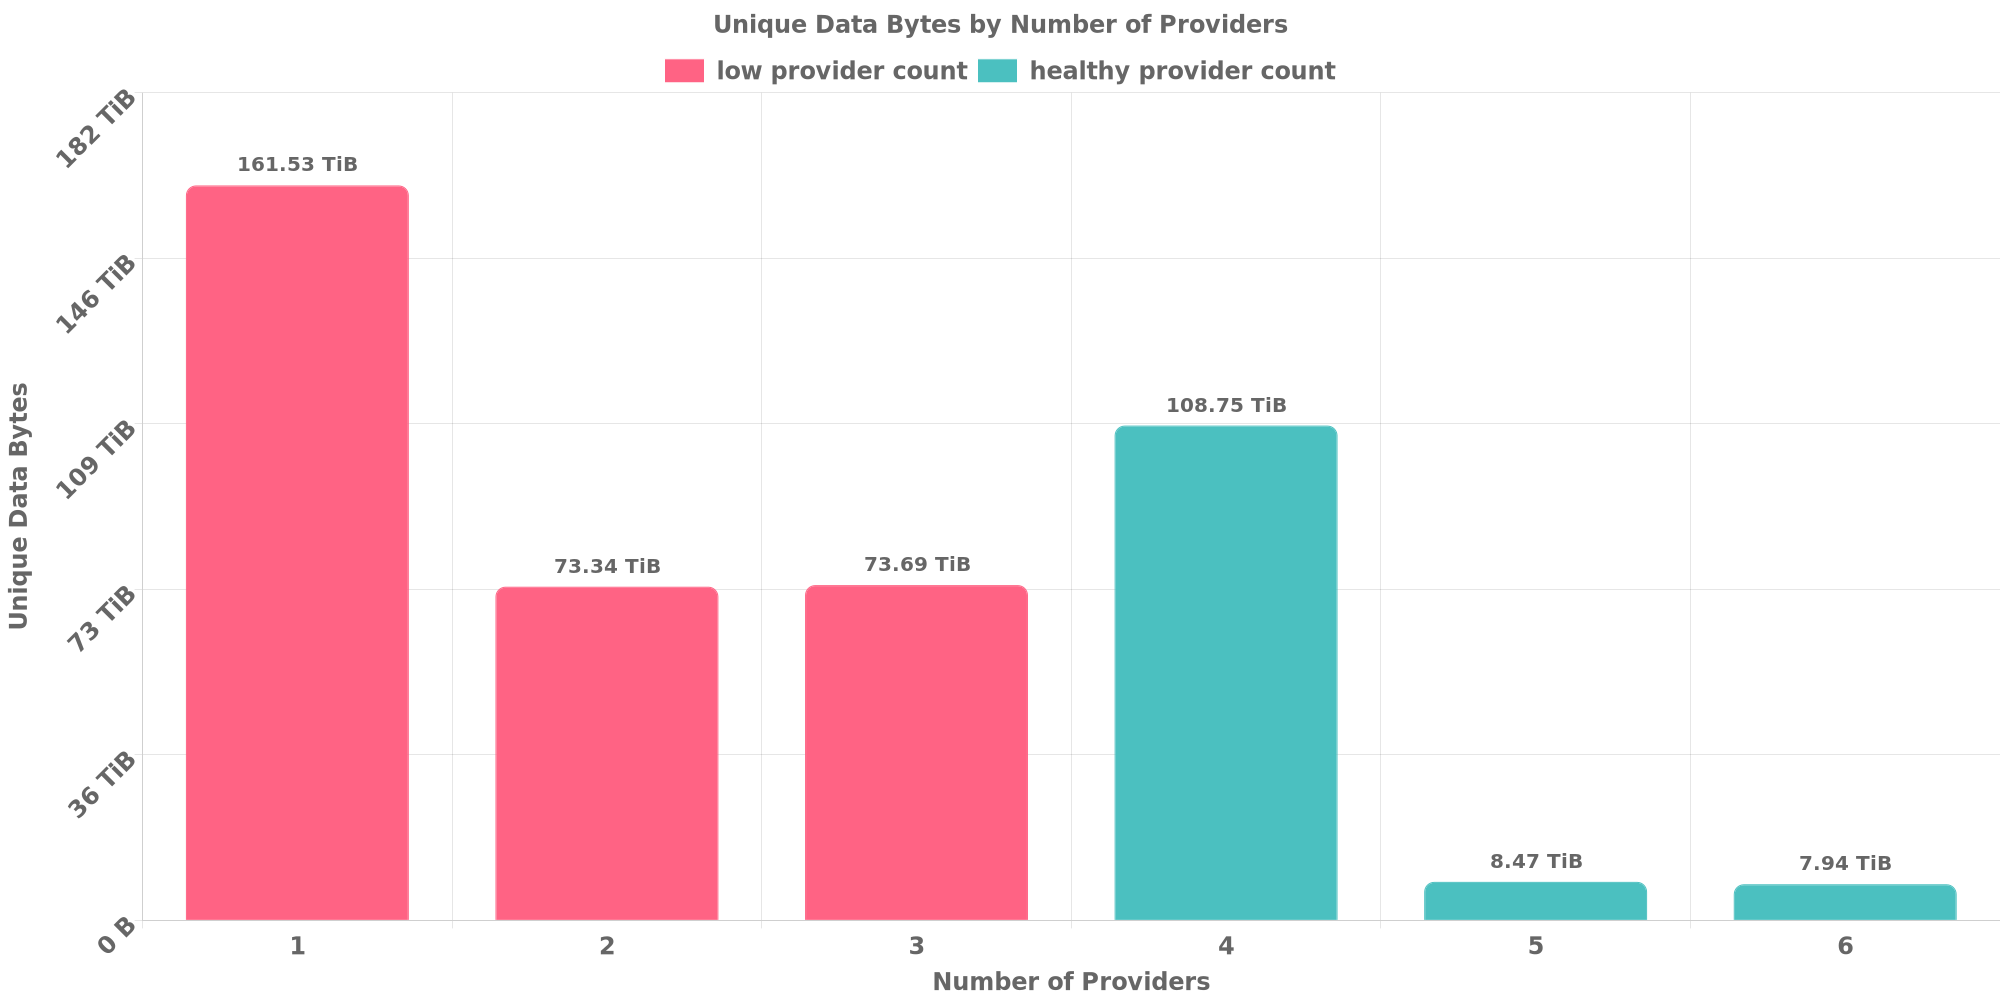 Unique Data Bytes by Number of Providers
low provider count healthy provider count
182 TiB
146 TiB
109 TiB
73 TiB
36 TiB
0 B
Unique Data Bytes
161.53 TiB
73.34 TiB
73.69 TiB
108.75 TiB
8.47 TiB
7.94 TiB
1 2 3 4 5 6
Number of Providers